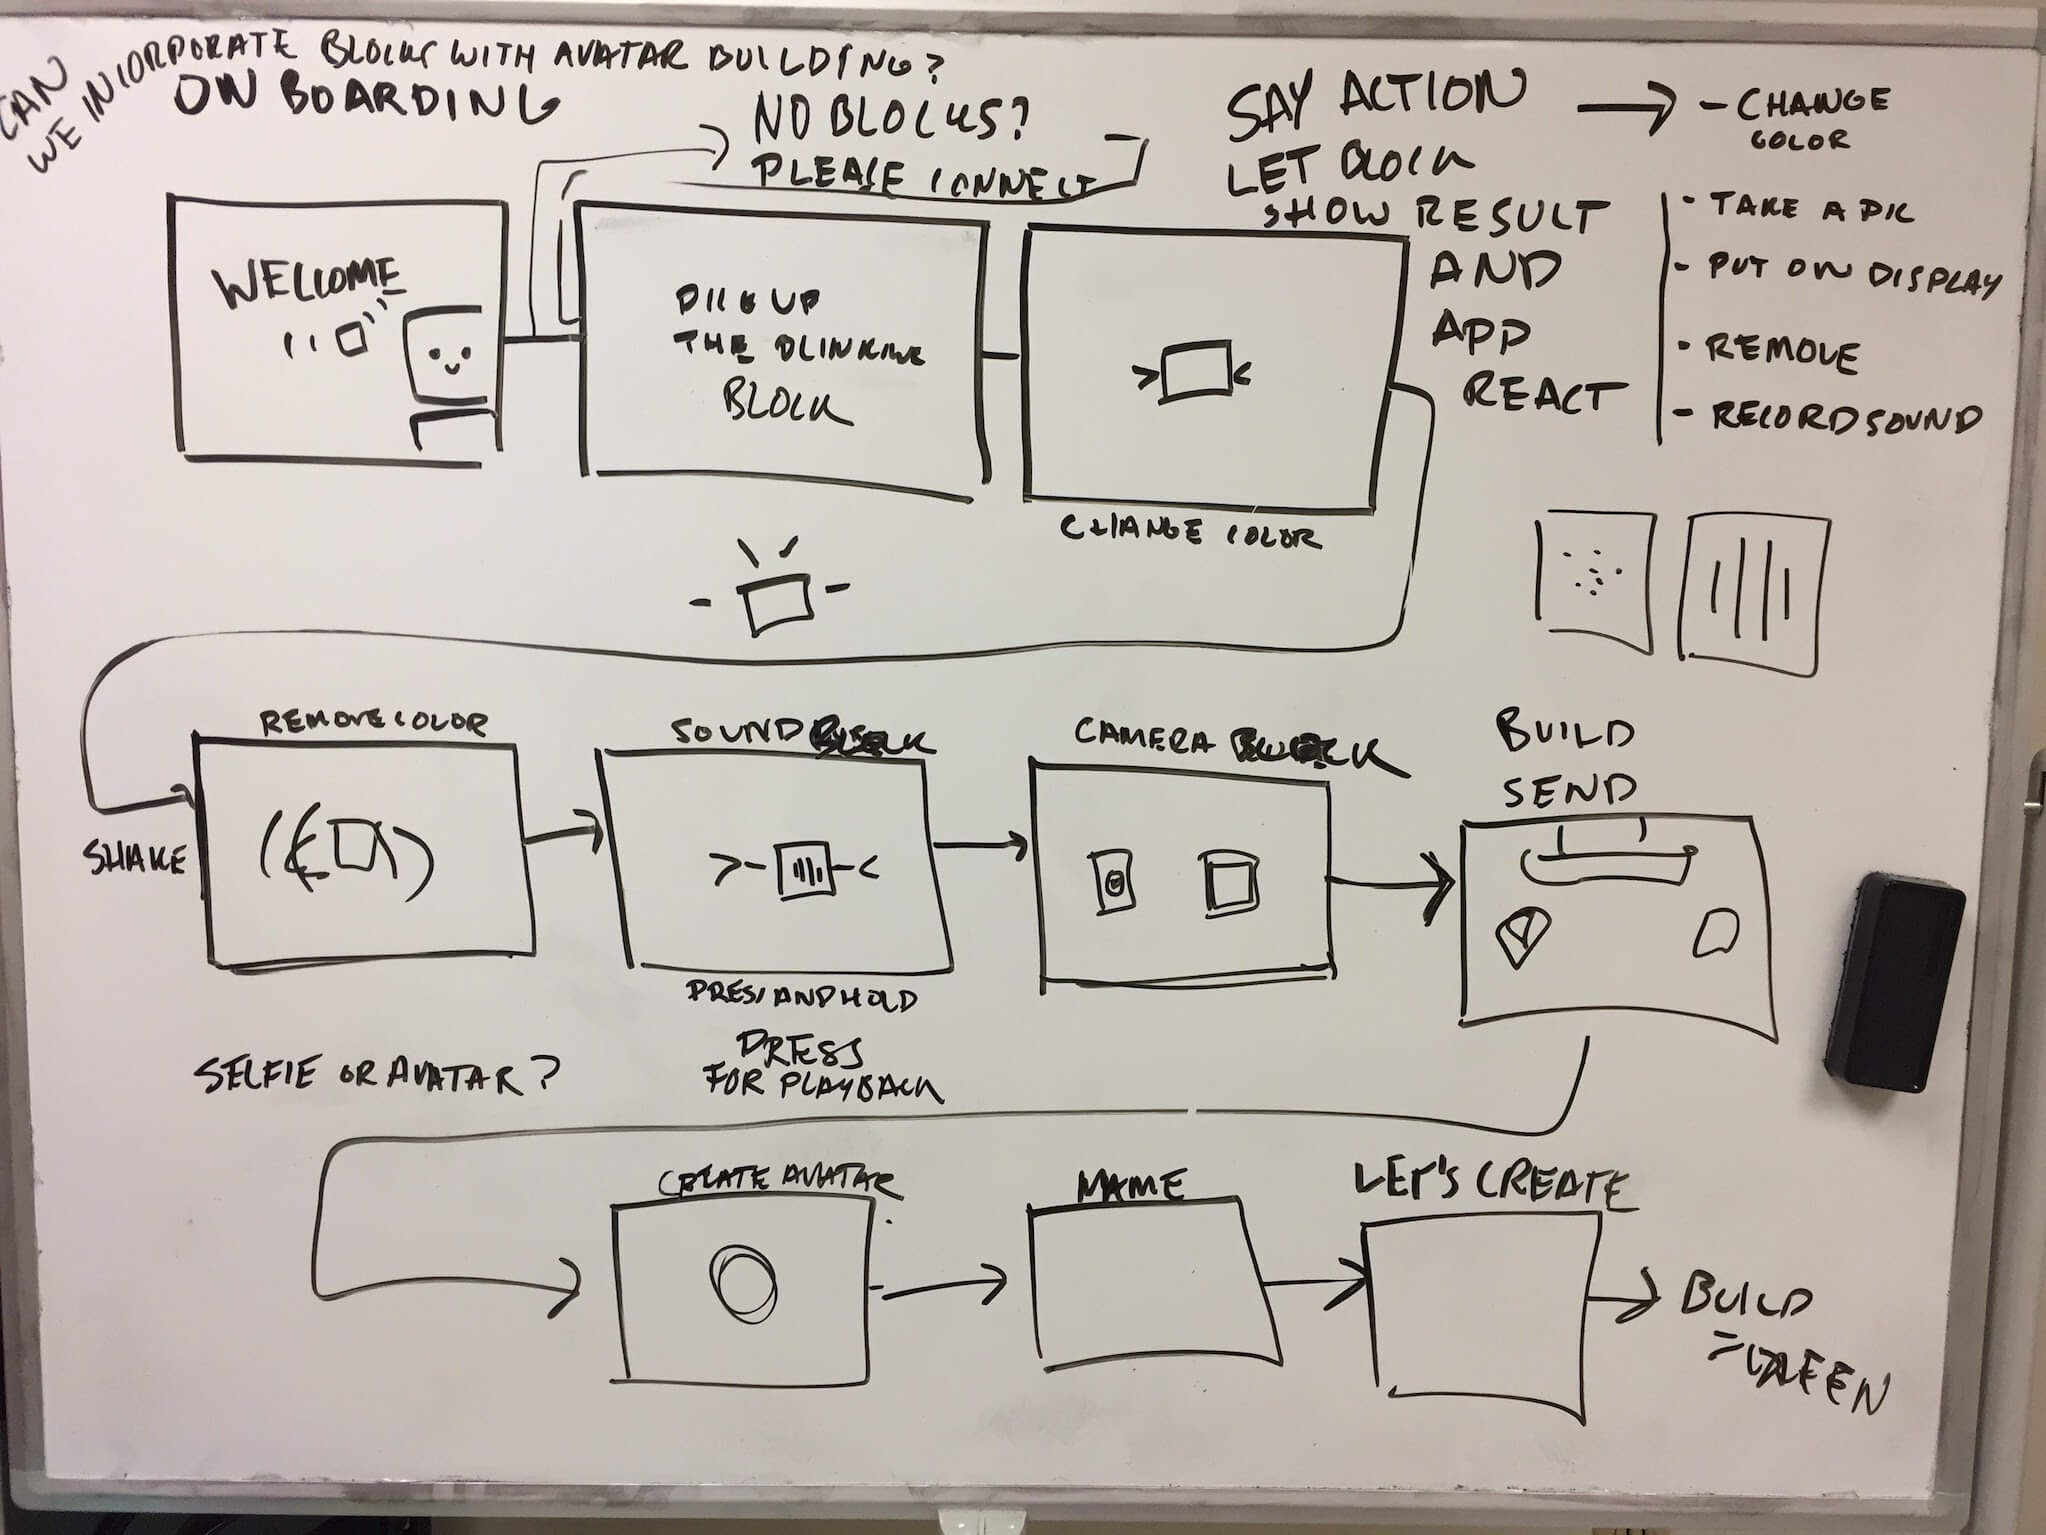 CAN
WE INCORPORATE BLOCKS WITH AVATAR BUILDING?
ON BOARDING
NO BLOCKS?
PLEASE CONNECT
SAY ACTION
LET BLOCK
SHOW RESULT
AND
APP
REACT
- CHANGE
COLOR
- TAKE A PIC
- PUT ON DISPLAY
- REMOVE
- RECORD SOUND
WELCOME
PICK UP
THE BLINKING
BLOCK
CHANGE COLOR
REMOVE COLOR
SHAKE
SOUND BLOCK
PRESS AND HOLD
PRESS
FOR PLAYBACK
CAMERA BLOCK
BUILD
SEND
SELFIE OR AVATAR?
CREATE AVATAR
NAME
LET'S CREATE
BUILD
SCREEN